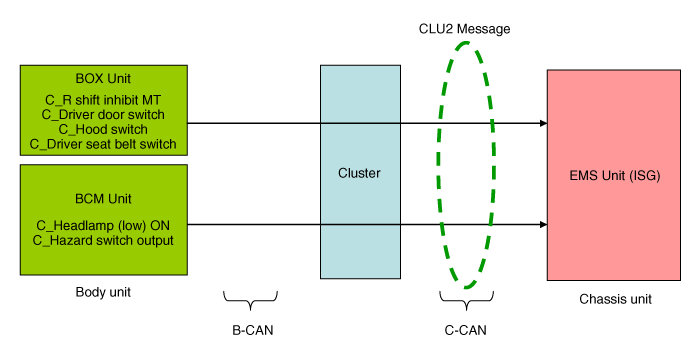 CLU2 Message
BOX Unit
C_R shift inhibit MT
C_Driver door switch
C_Hood switch
C_Driver seat belt switch
BCM Unit
C_Headlamp (low) ON
C_Hazard switch output
Cluster
EMS Unit (ISG)
Body unit
Chassis unit
B-CAN
C-CAN